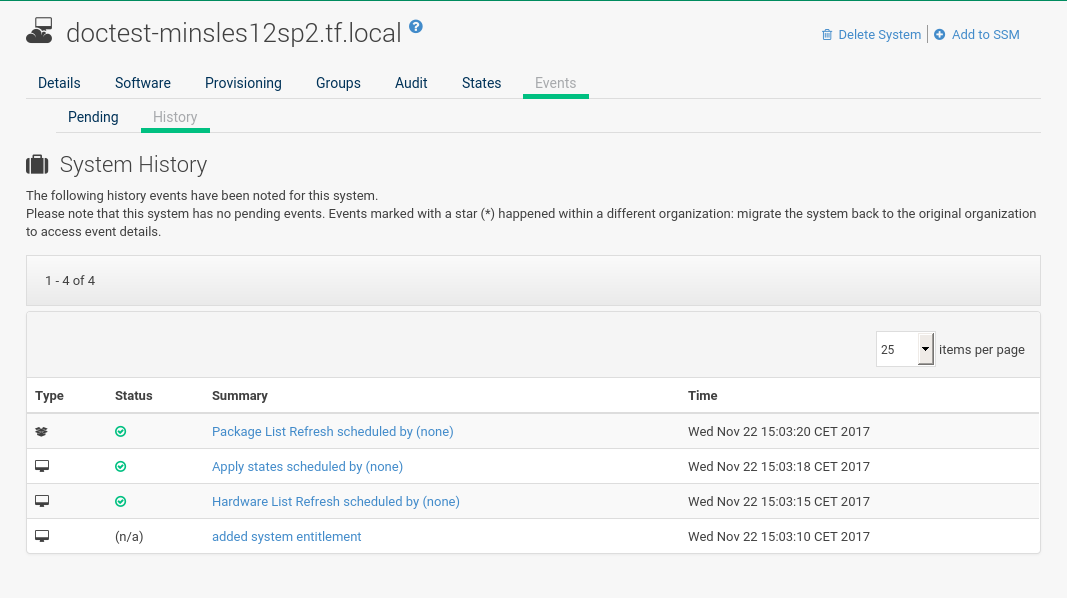 doctest-minsles12sp2.tf.local ?
Delete System | Add to SSM
Details Software Provisioning Groups Audit States Events
Pending History
System History
The following history events have been noted for this system.
Please note that this system has no pending events. Events marked with a star (*) happened within a different organization: migrate the system back to the original organization
to access event details.
1 - 4 of 4
25 items per page
Type Status Summary Time
Package List Refresh scheduled by (none) Wed Nov 22 15:03:20 CET 2017
Apply states scheduled by (none) Wed Nov 22 15:03:18 CET 2017
Hardware List Refresh scheduled by (none) Wed Nov 22 15:03:15 CET 2017
(n/a) added system entitlement Wed Nov 22 15:03:10 CET 2017